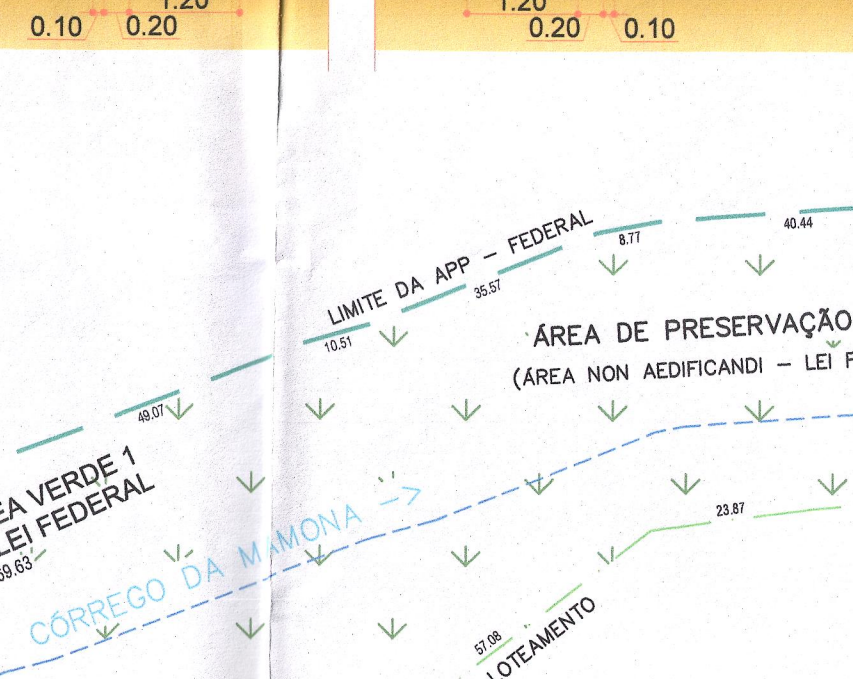 1.20
0.10
0.20
1.20
0.20
0.10
LIMITE DA APP - FEDERAL
8.77
40.44
35.57
10.51
ÁREA DE PRESERVAÇÃO
(ÁREA NON AEDIFICANDI - LEI F
49.07
EA VERDE 1
LEI FEDERAL
59.63
CÓRREGO DA MAMONA ->
23.87
57.08
LOTEAMENTO